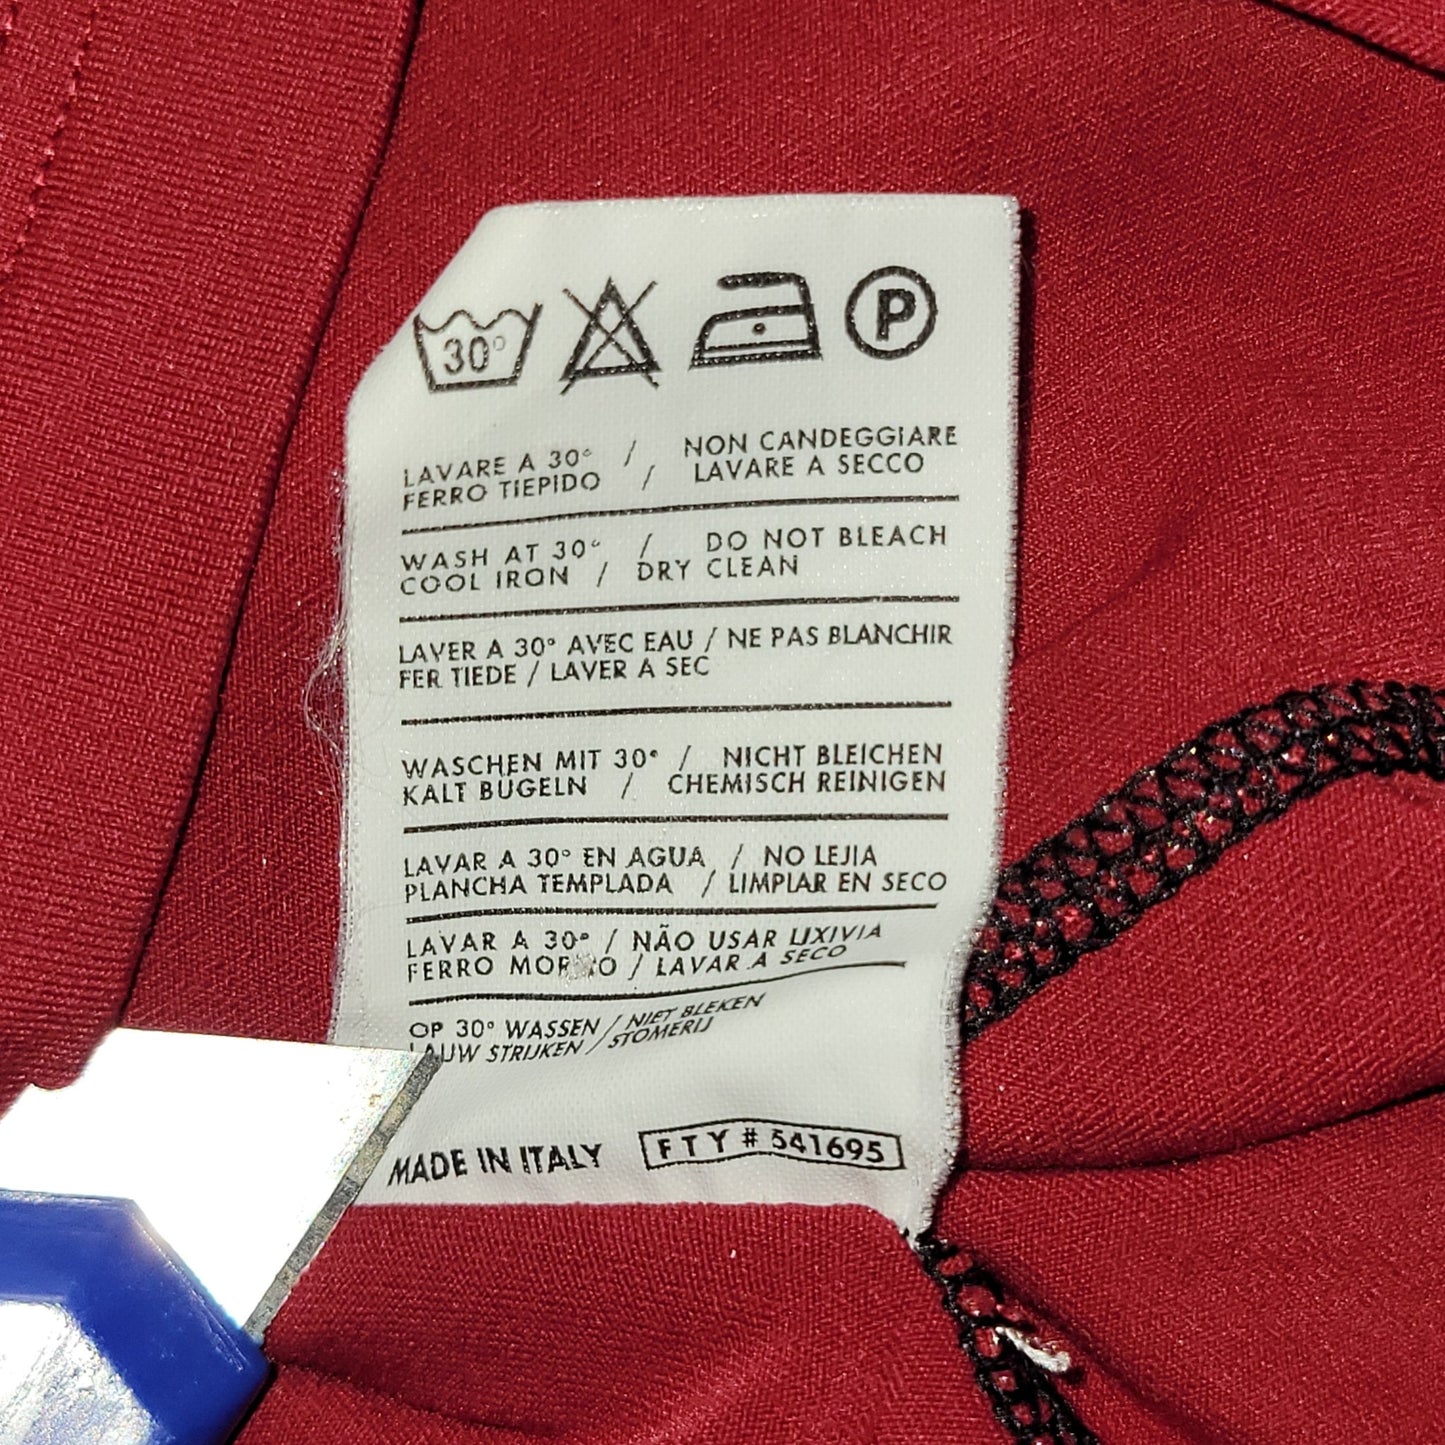 30°
P
LAVARE A 30° / NON CANDEGGIARE
FERRO TIEPIDO / LAVARE A SECCO
WASH AT 30° / DO NOT BLEACH
COOL IRON / DRY CLEAN
LAVER A 30° AVEC EAU / NE PAS BLANCHIR
FER TIEDE / LAVER A SEC
WASCHEN MIT 30° / NICHT BLEICHEN
KALT BUGELN / CHEMISCH REINIGEN
LAVAR A 30° EN AGUA / NO LEJIA
PLANCHA TEMPLADA / LIMPIAR EN SECO
LAVAR A 30° / NÃO USAR LIXIVIA
FERRO / LAVAR A SECO
OP 30° WASSEN / NIET BLEKEN
LAUW STRIJKEN / STOMERIJ
MADE IN ITALY FTY # 541695